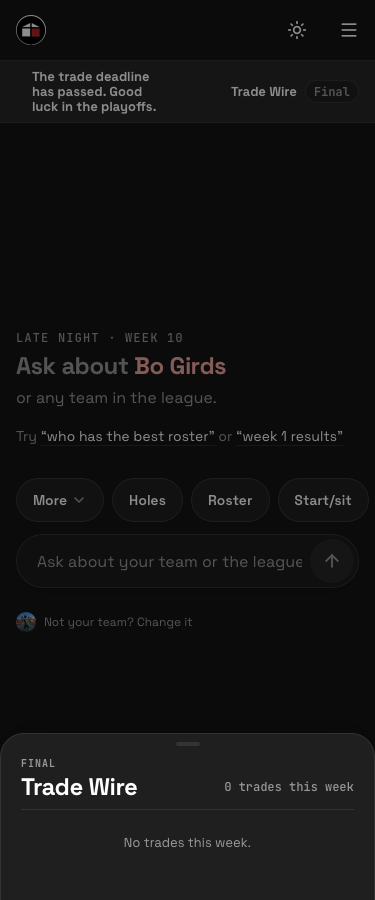 The trade deadline
has passed. Good
luck in the playoffs.
Trade Wire Final
LATE NIGHT · WEEK 10
Ask about Bo Girds
or any team in the league.
Try “who has the best roster” or “week 1 results”
More Holes Roster Start/sit
Ask about your team or the league
Not your team? Change it
FINAL
Trade Wire 0 trades this week
No trades this week.